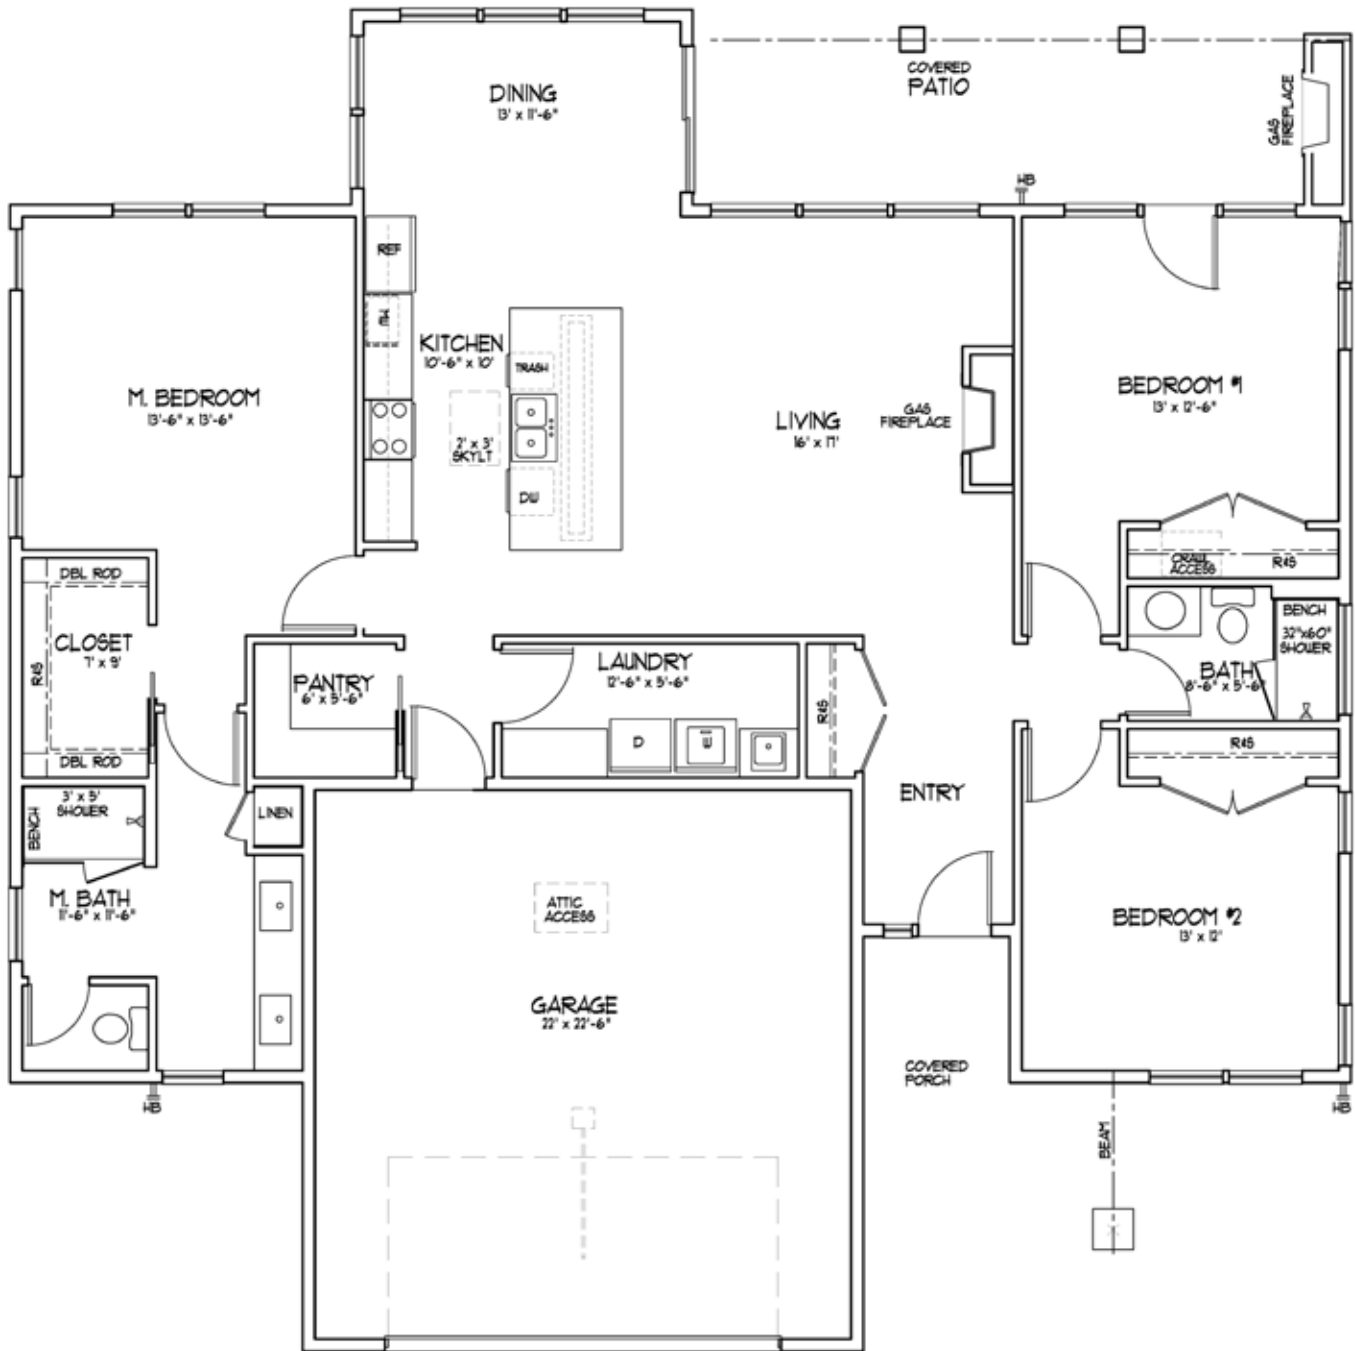 COVERED
PATIO
GAS
FIREPLACE
DINING
13' x 11'-6"
HB
REF
KITCHEN
10'-6" x 10'
TRASH
M. BEDROOM
13'-6" x 13'-6"
2' x 3'
SKYLT
DW
LIVING
16' x 17'
GAS
FIREPLACE
BEDROOM #1
13' x 12'-6"
CRAWL
ACCESS
R&S
DBL ROD
CLOSET
7' x 9'
R&S
DBL ROD
PANTRY
6' x 5'-6"
LAUNDRY
12'-6" x 5'-6"
D
R&S
BENCH
32"x60"
SHOWER
BATH
8'-6" x 5'-6"
R&S
ENTRY
3' x 5'
SHOWER
BENCH
LINEN
M. BATH
11'-6" x 11'-6"
ATTIC
ACCESS
BEDROOM #2
13' x 12'
GARAGE
22' x 22'-6"
COVERED
PORCH
HB
HB
BEAM